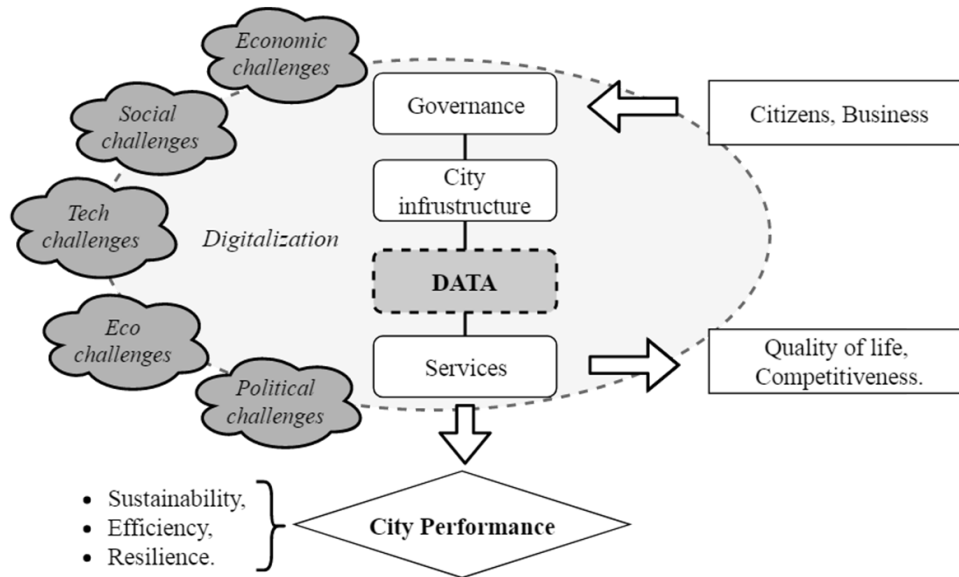 Economic
challenges
Social
challenges
Tech
challenges
Eco
challenges
Political
challenges
Digitalization
Governance
City
infrustructure
DATA
Services
Citizens, Business
Quality of life,
Competitiveness.
• Sustainability,
• Efficiency,
• Resilience.
City Performance